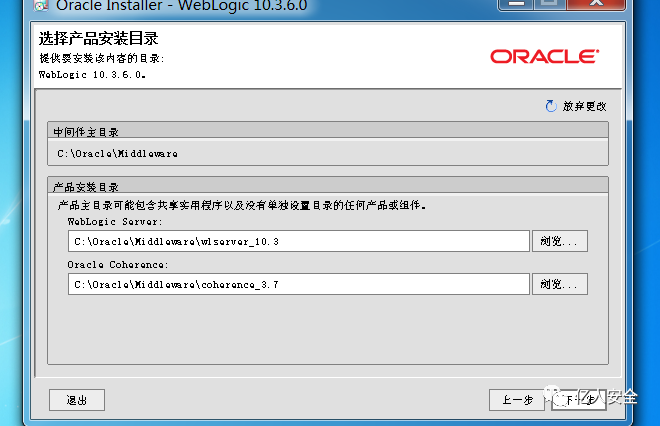 Oracle Installer - WebLogic 10.3.6.0
选择产品安装目录
提供要安装该内容的目录:
WebLogic 10.3.6.0。
ORACLE
放弃更改
中间件主目录
C:\Oracle\Middleware
产品安装目录
产品主目录可能包含共享实用程序以及没有单独设置目录的任何产品或组件。
WebLogic Server:
C:\Oracle\Middleware\wlserver_10.3
浏览...
Oracle Coherence:
C:\Oracle\Middleware\coherence_3.7
浏览...
退出
上一步
下一步
亿人安全